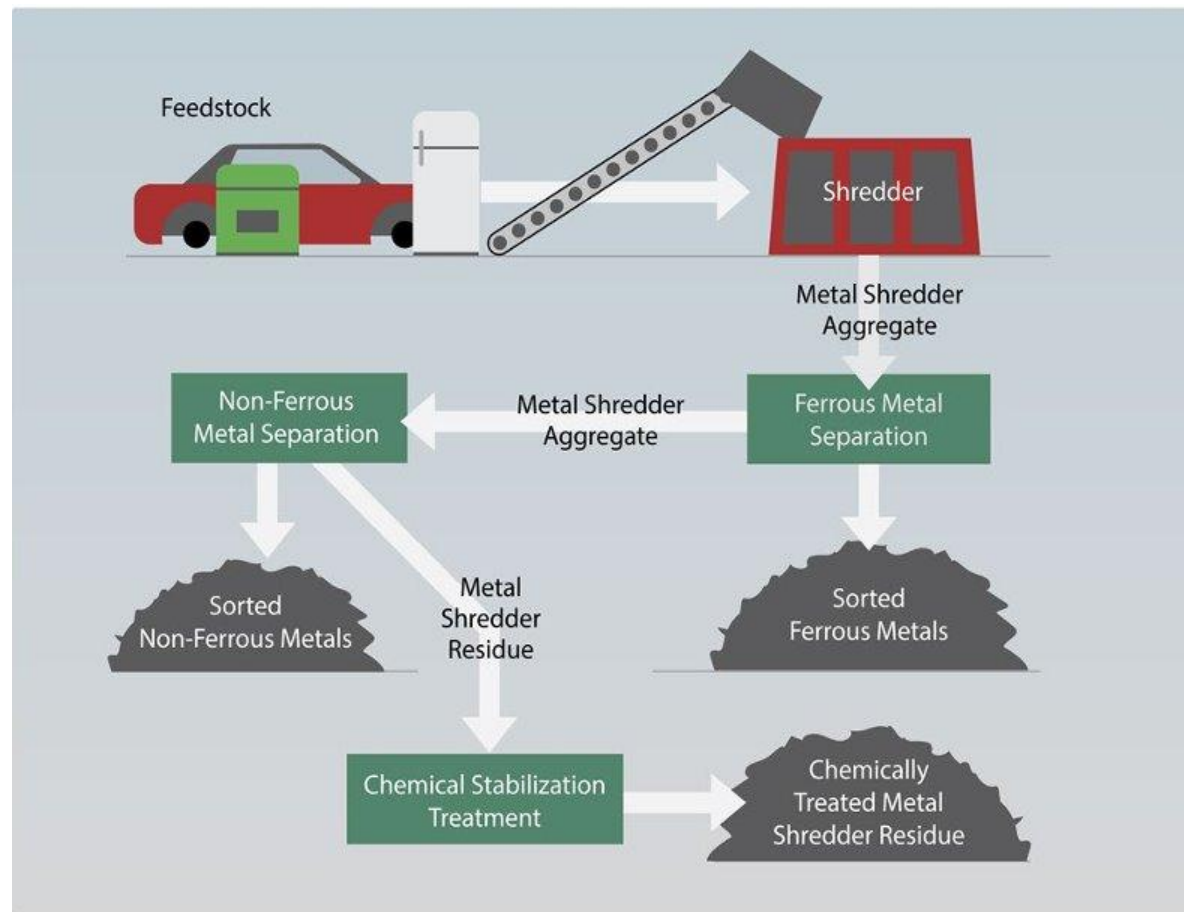 Feedstock
Shredder
Metal Shredder
Aggregate
Non-Ferrous
Metal Separation
Metal Shredder
Aggregate
Ferrous Metal
Separation
Sorted
Non-Ferrous Metals
Metal
Shredder
Residue
Sorted
Ferrous Metals
Chemical Stabilization
Treatment
Chemically
Treated Metal
Shredder Residue